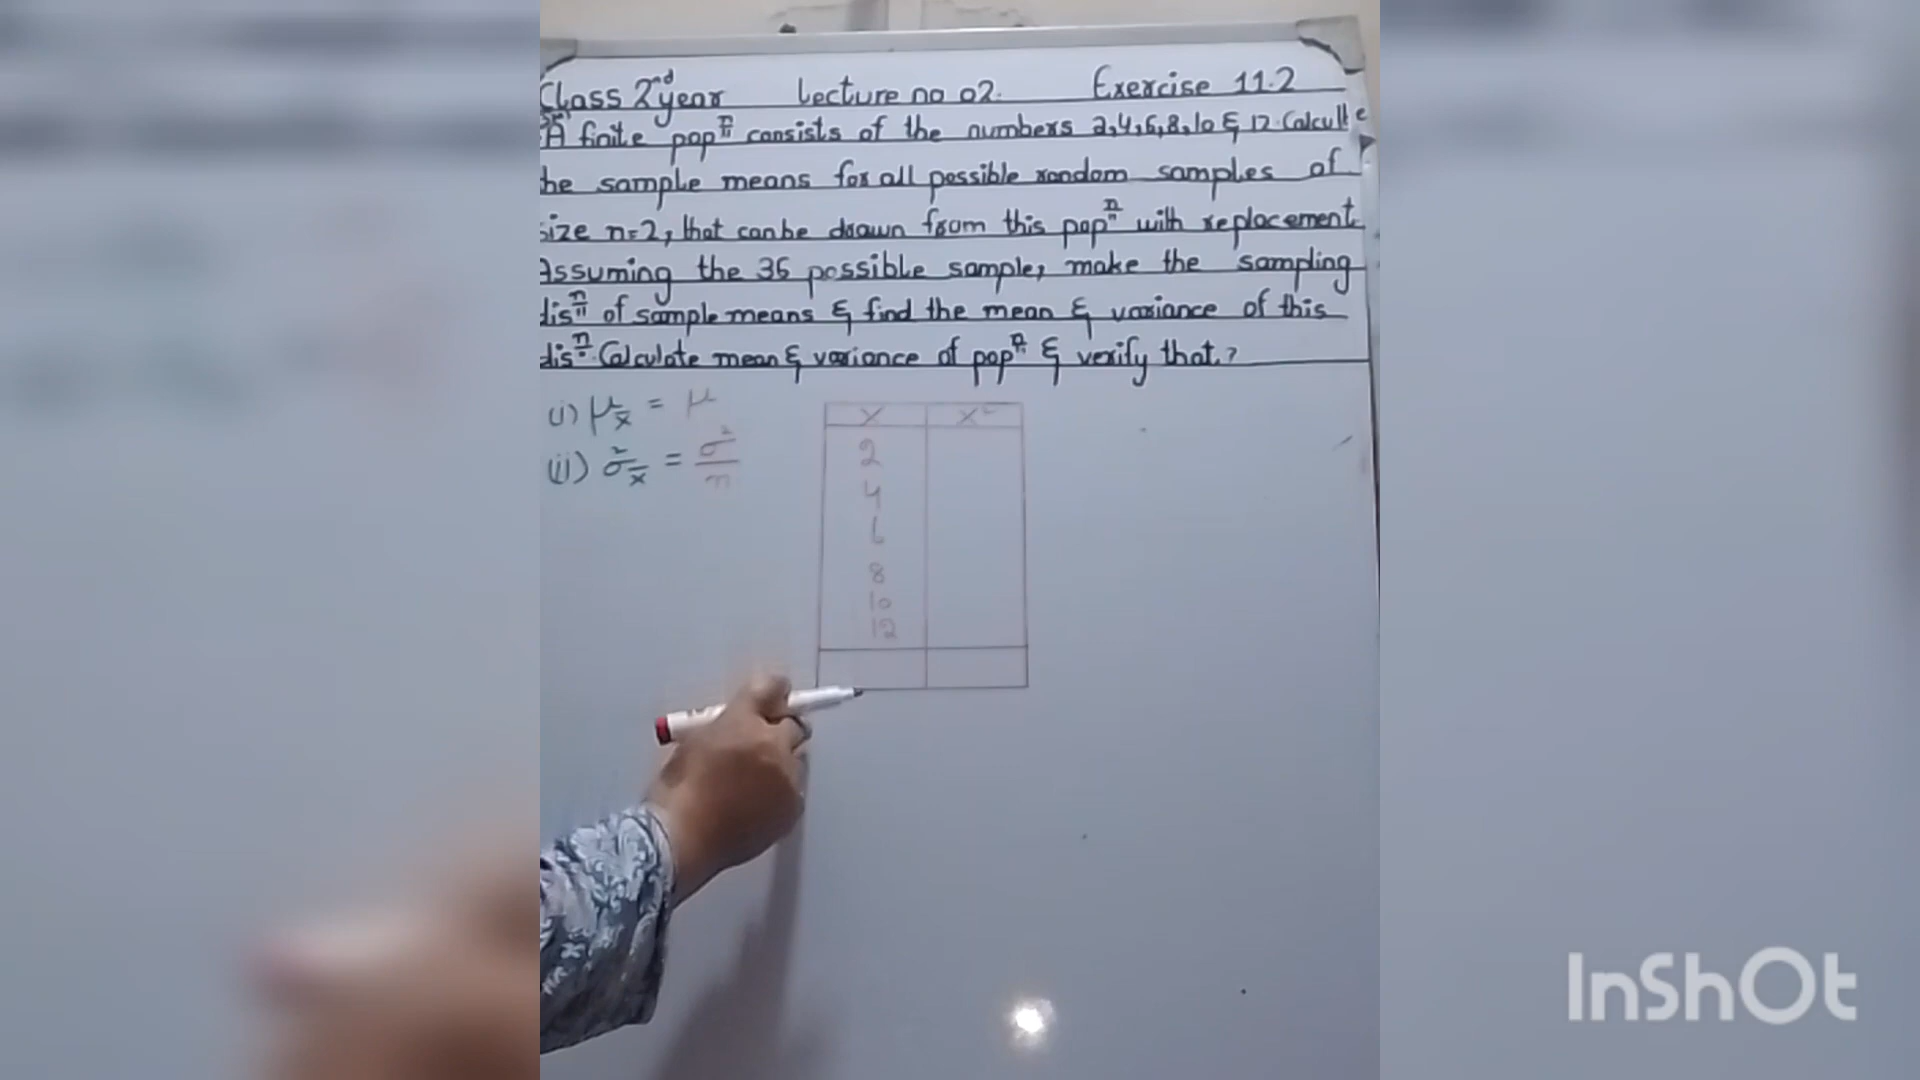 Class 2nd year Lecture no 02. Exercise 11.2
A finite popⁿ consists of the numbers 2,4,6,8,10 & 12. Calcul e
he sample means for all possible random samples of
size n=2, that can be drawn from this popⁿ with replacement
Assuming the 36 possible sample, make the sampling
disⁿ of sample means & find the mean & variance of this
disⁿ. Calculate mean & variance of popⁿ & verify that?
(i) μx̄ = μ
(ii) σ²x̄ = σ²/n
X X²
2
4
6
8
10
12
InShOt